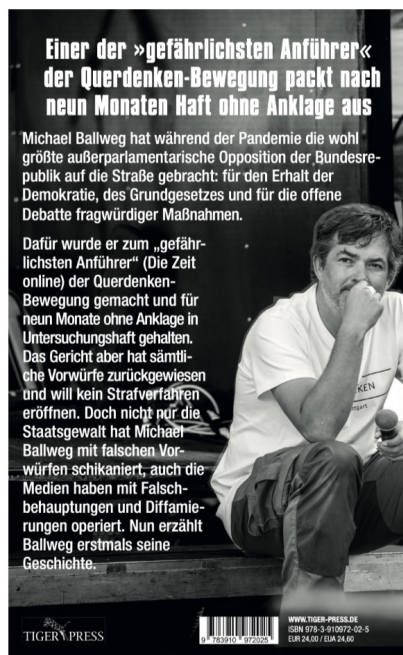 Einer der »gefährlichsten Anführer«
der Querdenken-Bewegung packt nach
neun Monaten Haft ohne Anklage aus
Michael Ballweg hat während der Pandemie die wohl
größte außerparlamentarische Opposition der Bundesre-
publik auf die Straße gebracht: für den Erhalt der
Demokratie, des Grundgesetzes und für die offene
Debatte fragwürdiger Maßnahmen.
Dafür wurde er zum „gefähr-
lichsten Anführer“ (Die Zeit
online) der Querdenken-
Bewegung gemacht und für
neun Monate ohne Anklage in
Untersuchungshaft gehalten.
Das Gericht aber hat sämtli-
che Vorwürfe zurückgewiesen
und will kein Strafverfahren
eröffnen. Doch nicht nur die
Staatsgewalt hat Michael
Ballweg mit falschen Vor-
würfen schikaniert, auch die
Medien haben mit Falsch-
behauptungen und Diffamie-
rungen operiert. Nun erzählt
Ballweg erstmals seine
Geschichte.
KEN
tgart
TIGER PRESS
9 783910 972025
WWW.TIGER-PRESS.DE
ISBN 978-3-910972-02-5
EUR 24,00 / EUA 24,60